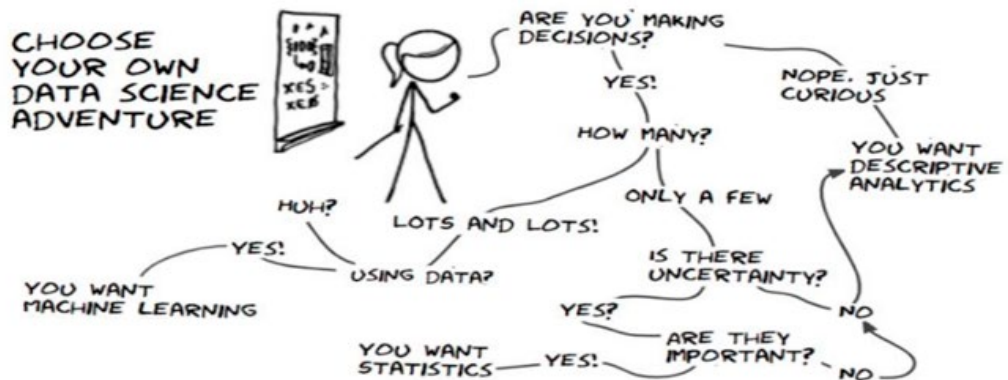 CHOOSE
YOUR OWN
DATA SCIENCE
ADVENTURE
ARE YOU MAKING
DECISIONS?
YES!
NOPE. JUST
CURIOUS
HOW MANY?
YOU WANT
DESCRIPTIVE
ANALYTICS
ONLY A FEW
LOTS AND LOTS!
HUH?
YES!
USING DATA?
YOU WANT
MACHINE LEARNING
IS THERE
UNCERTAINTY?
YES?
NO
ARE THEY
IMPORTANT?
YES!
NO
YOU WANT
STATISTICS